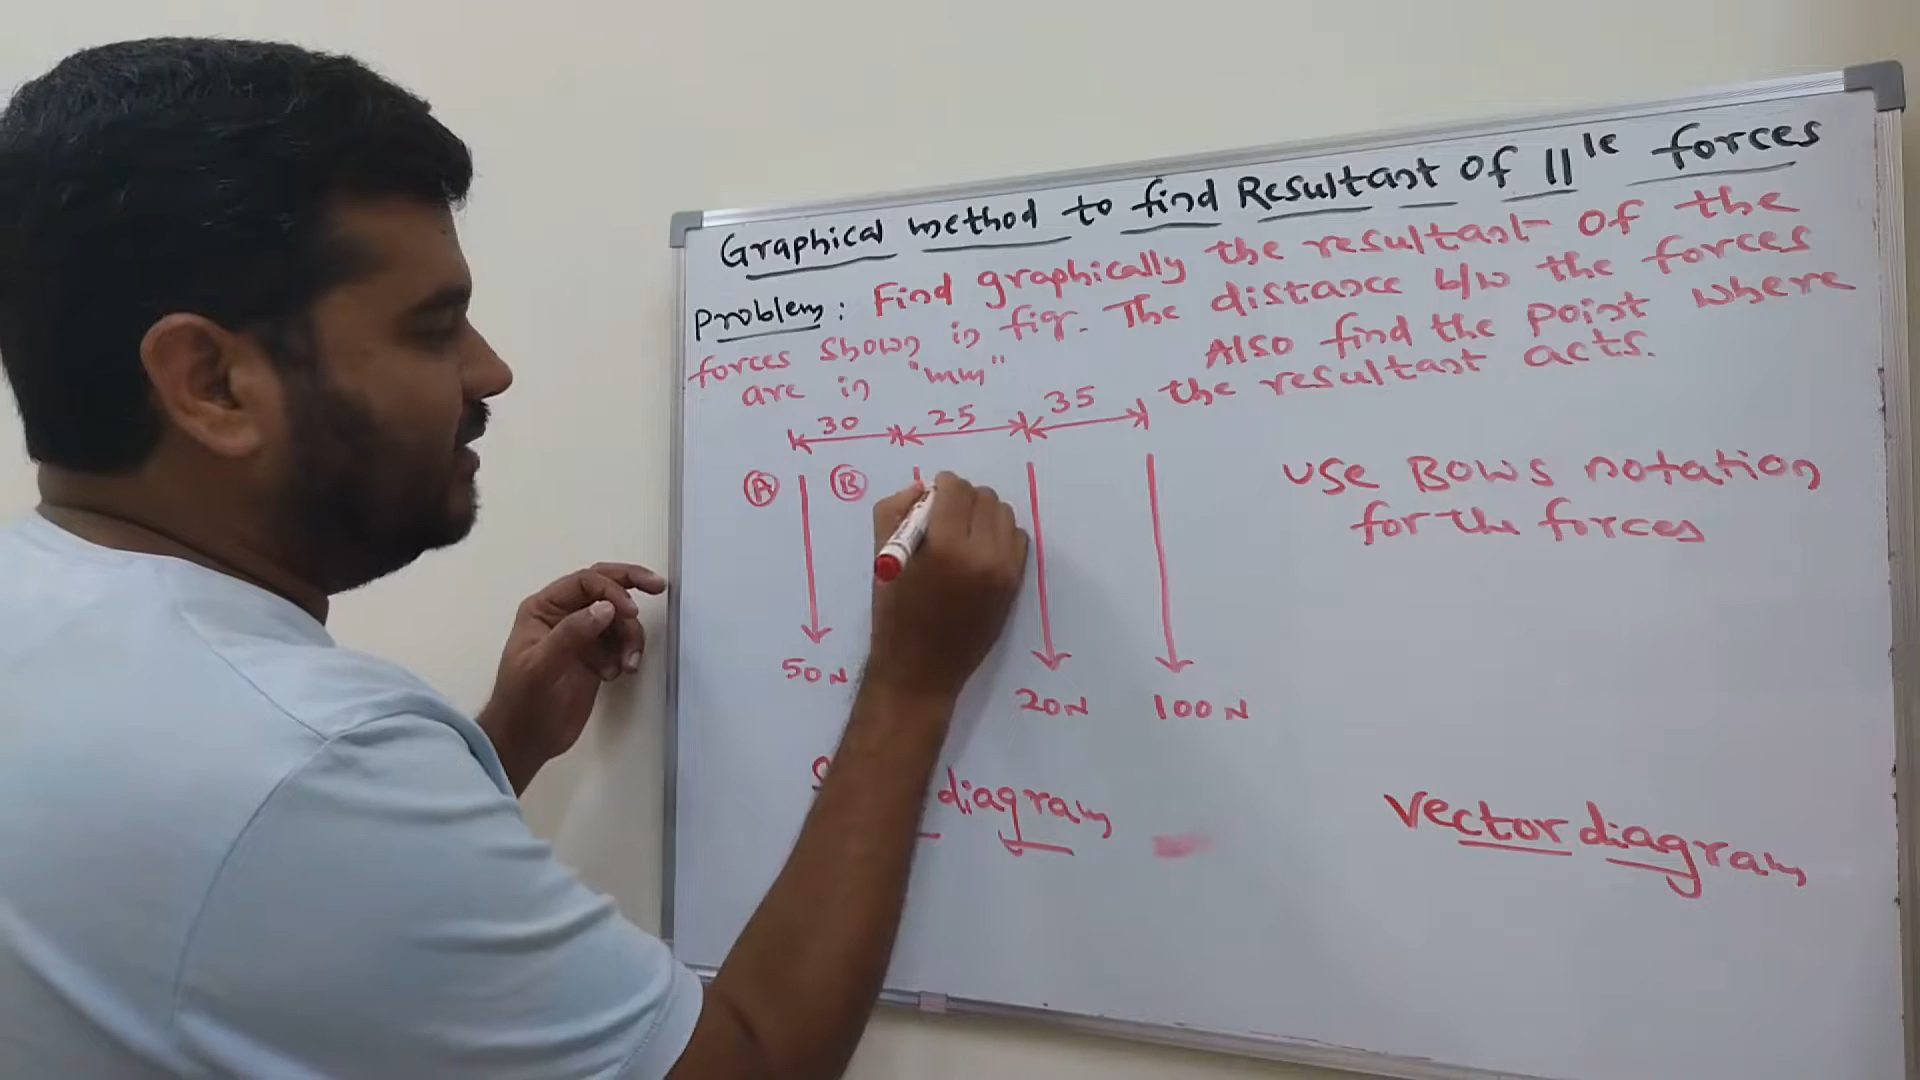 Graphical method to find Resultant of ||le forces
Problem: Find graphically the resultant of the
forces shown in fig. The distance b/w the forces
are in "mm" Also find the point where
the resultant acts.
30 25 35
A B
Use Bows notation
for the forces
50N
20N 100N
diagram
Vector diagram